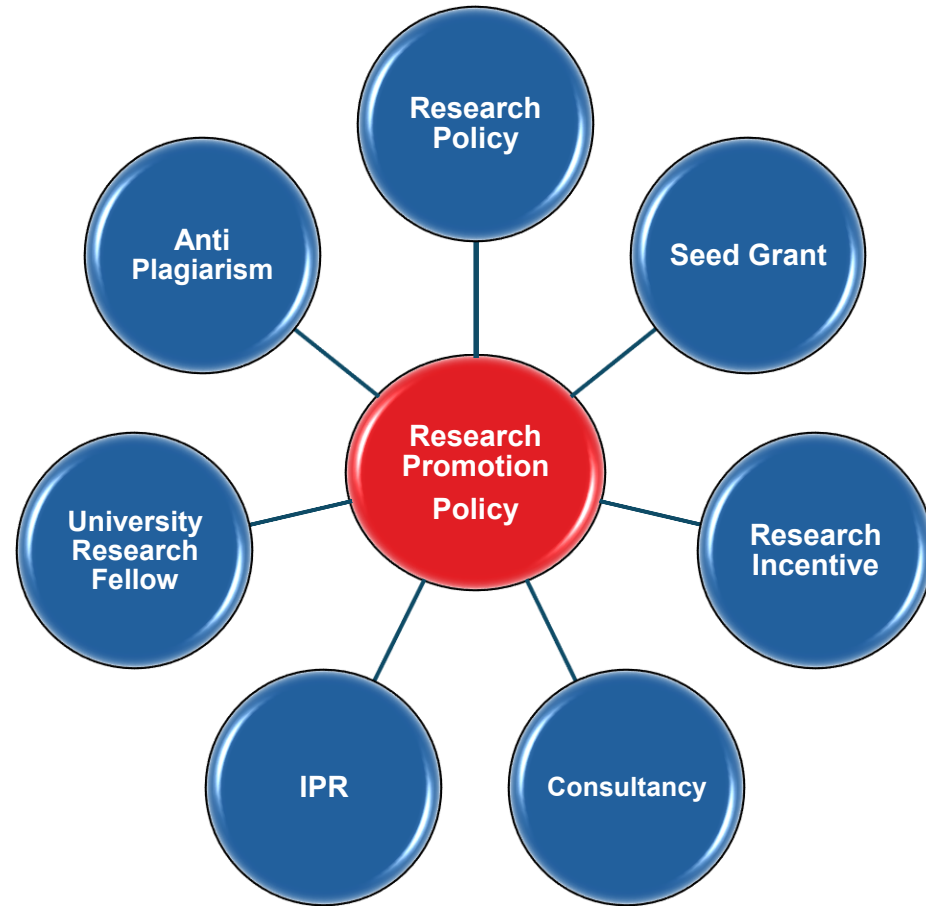 Research
Policy
Anti
Plagiarism
Seed Grant
Research
Promotion
Policy
University
Research
Fellow
Research
Incentive
IPR
Consultancy